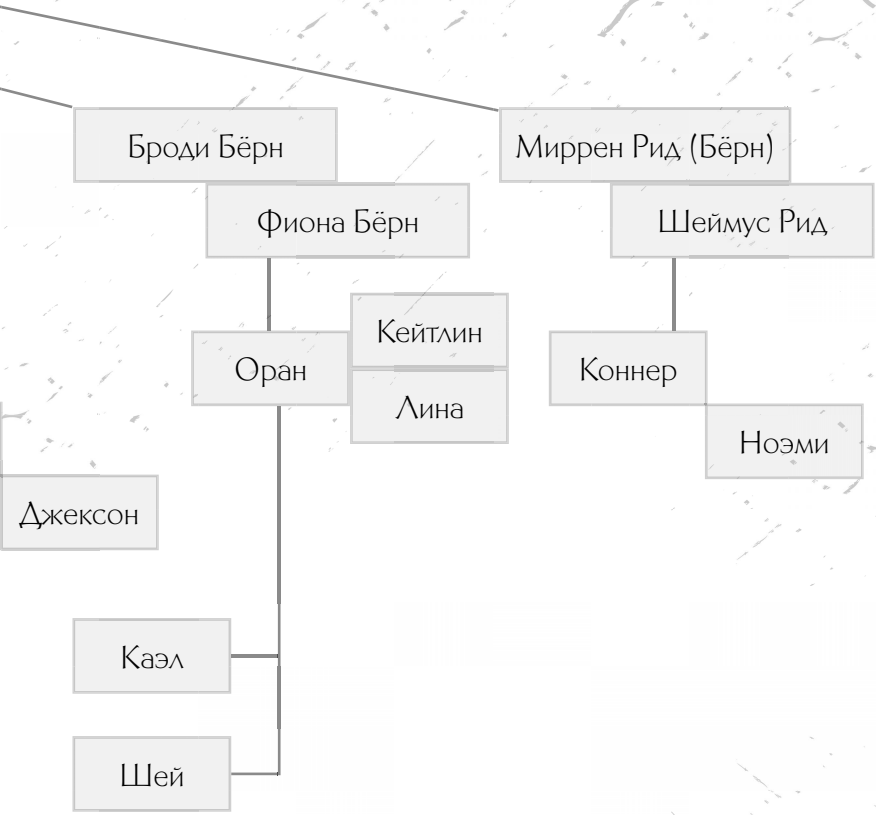 Броди Бёрн
Миррен Рид (Бёрн)
Фиона Бёрн
Шеймус Рид
Кейтлин
Оран
Коннер
Лина
Ноэми
Джексон
Каэл
Шей